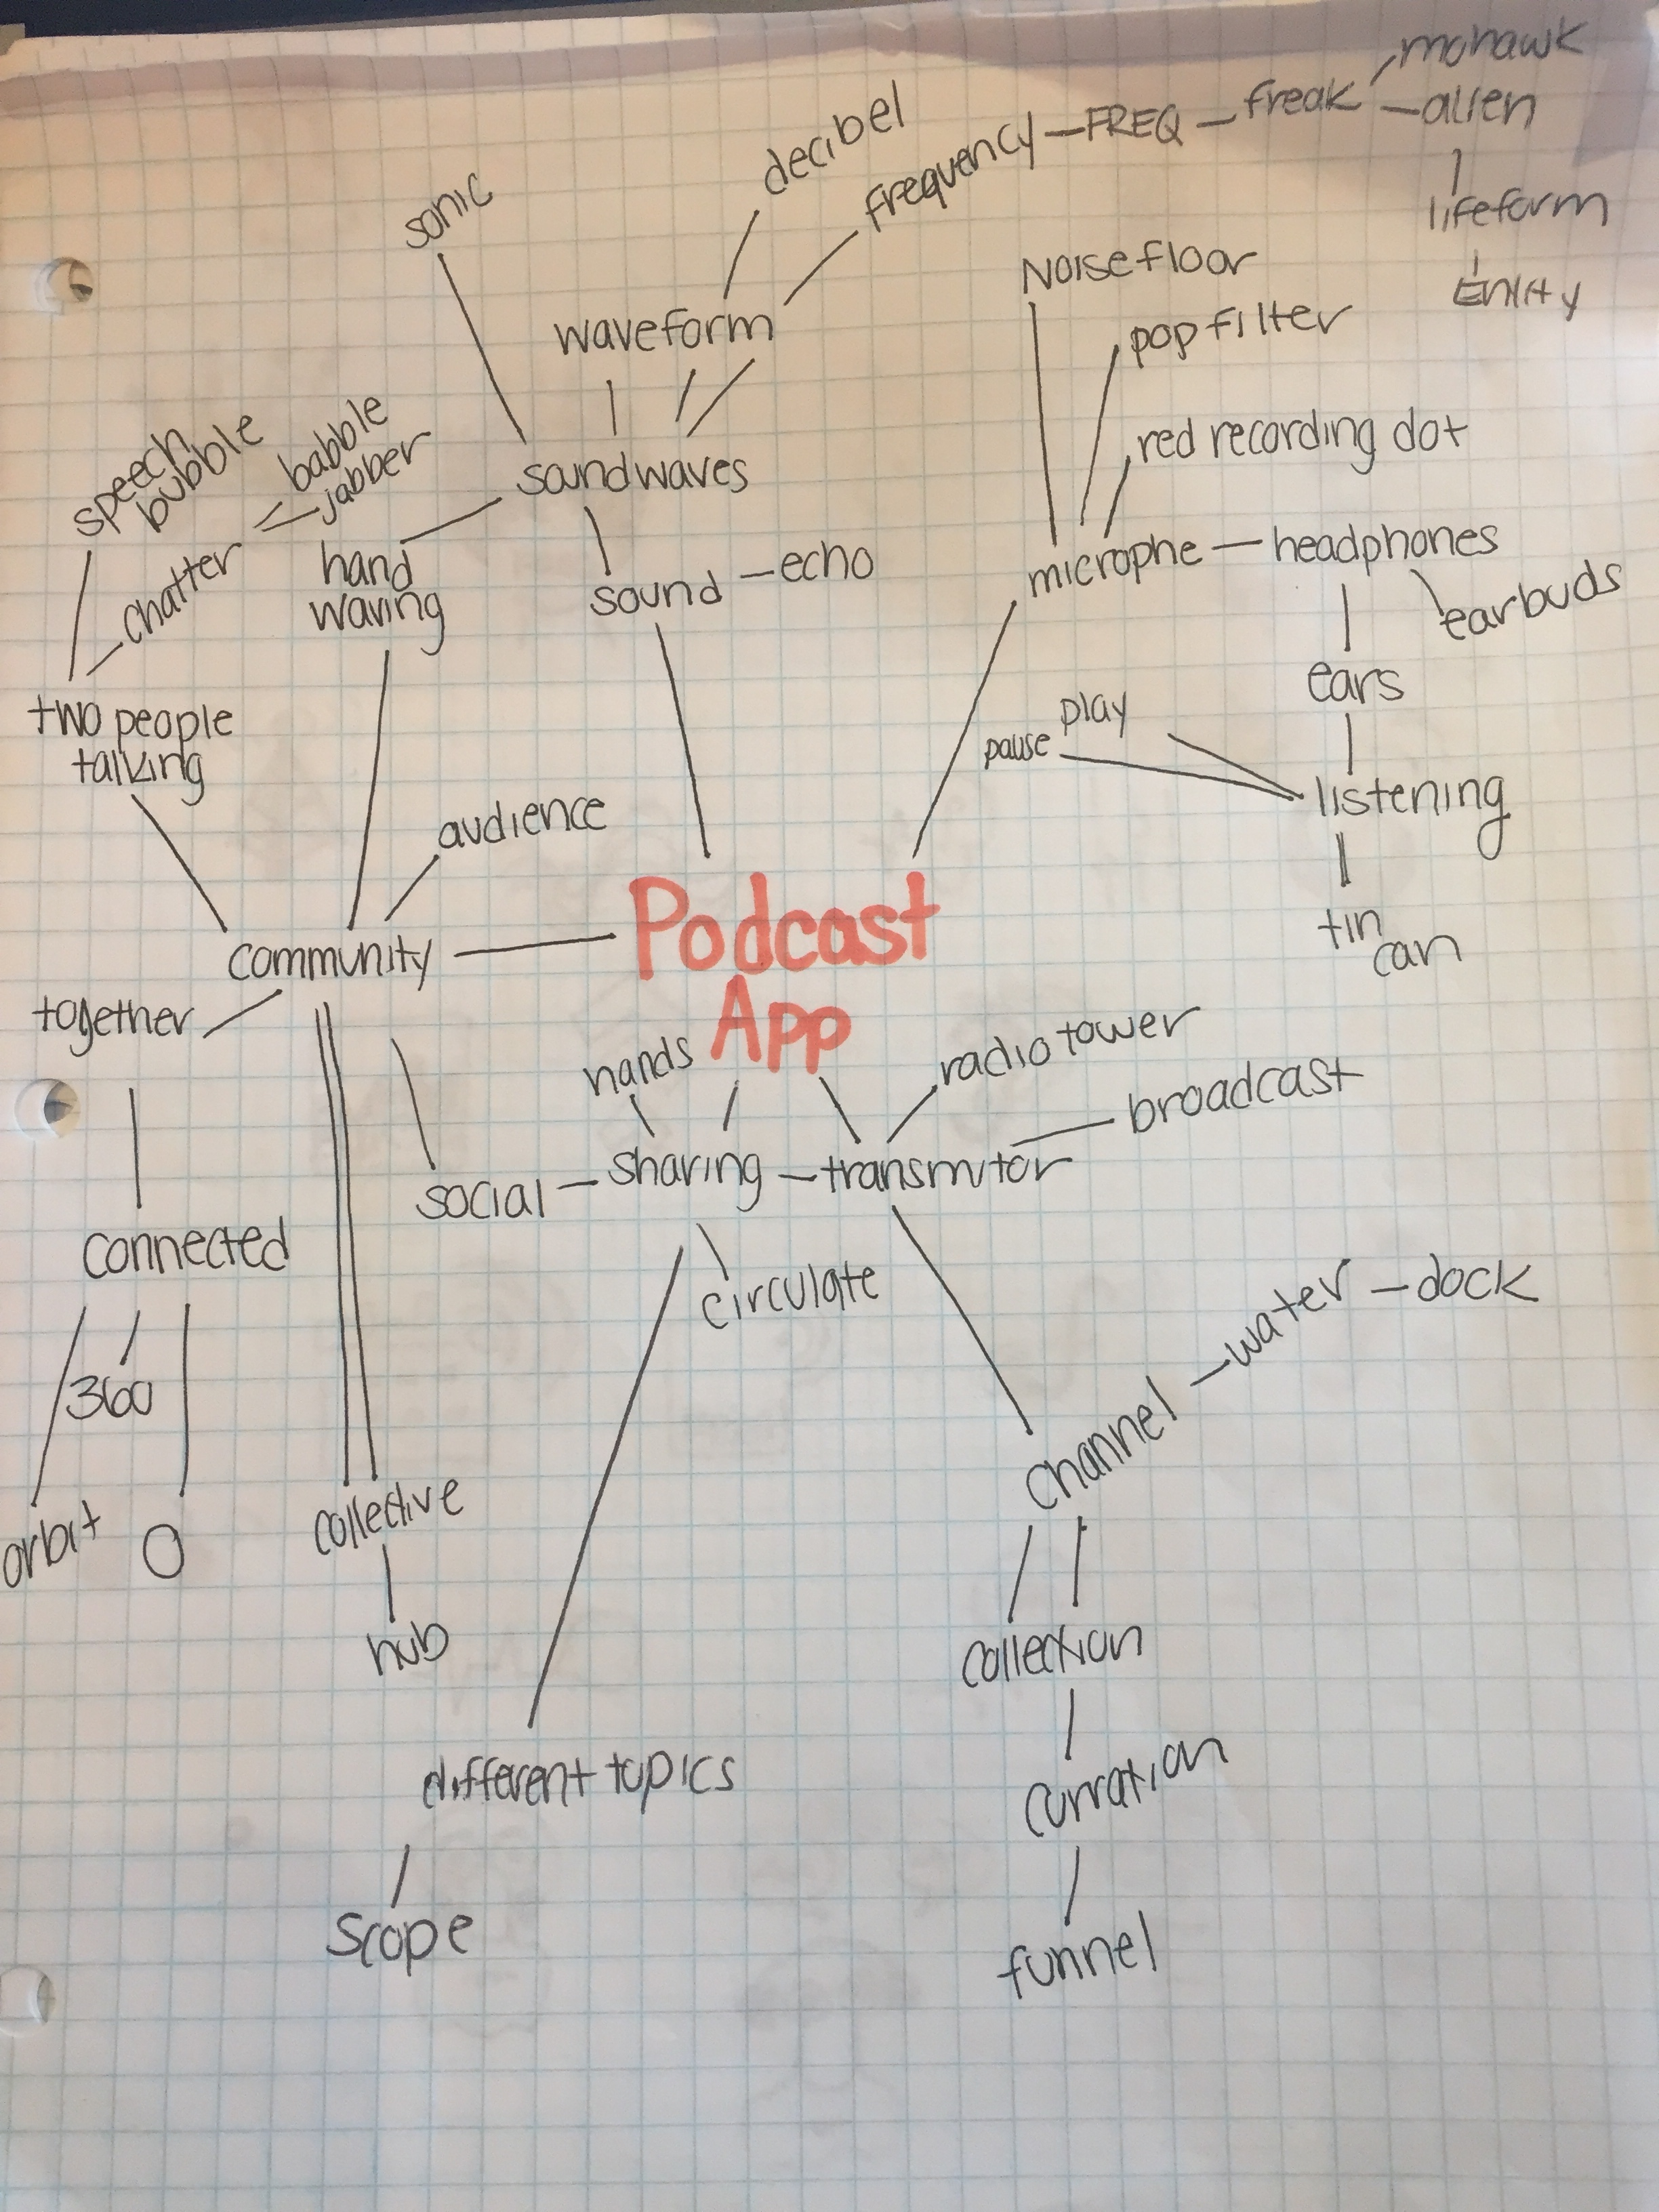 mohawk
decibel
frequency
FREQ
freak
alien
sonic
lifeform
Entity
Noise floor
waveform
pop filter
speech
bubble
babble
jabber
red recording dot
soundwaves
chatter
hand
waving
sound
echo
microphe
headphones
earbuds
two people
talking
ears
play
pause
listening
audience
tin
can
Podcast
App
community
together
hands
radio tower
broadcast
social
sharing
transmitor
connected
circulate
water
dock
360
channel
orbit
O
collective
hub
collection
different topics
curration
scope
funnel